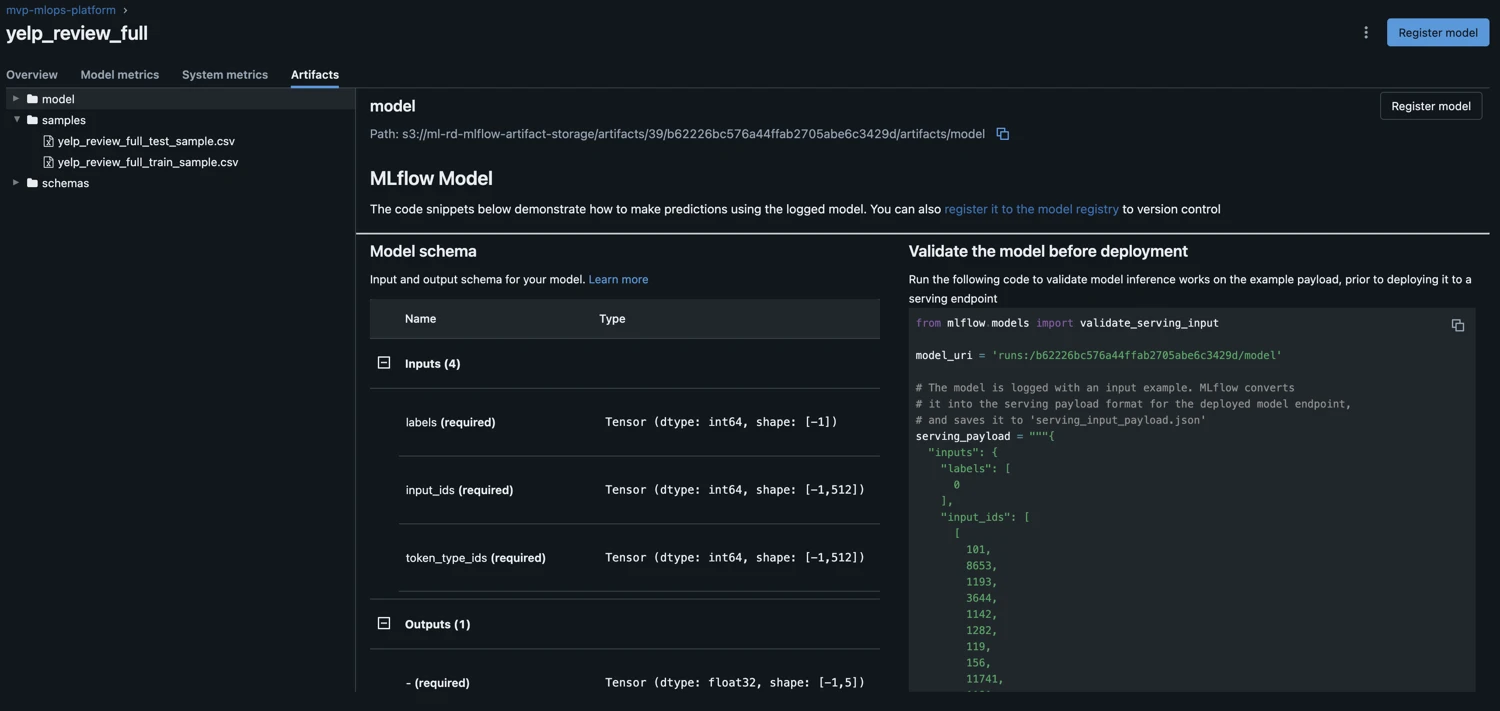 mvp-mlops-platform
yelp_review_full
Register model
Overview Model metrics System metrics Artifacts
model
samples
yelp_review_full_test_sample.csv
yelp_review_full_train_sample.csv
schemas
model
Register model
Path: s3://ml-rd-mlflow-artifact-storage/artifacts/39/b62226bc576a44ffab2705abe6c3429d/artifacts/model
MLflow Model
The code snippets below demonstrate how to make predictions using the logged model. You can also register it to the model registry to version control
Model schema
Input and output schema for your model. Learn more
Name Type
Inputs (4)
labels (required) Tensor (dtype: int64, shape: [-1])
input_ids (required) Tensor (dtype: int64, shape: [-1,512])
token_type_ids (required) Tensor (dtype: int64, shape: [-1,512])
Outputs (1)
- (required) Tensor (dtype: float32, shape: [-1,5])
Validate the model before deployment
Run the following code to validate model inference works on the example payload, prior to deploying it to a
serving endpoint
from mlflow.models import validate_serving_input
model_uri = 'runs:/b62226bc576a44ffab2705abe6c3429d/model'
# The model is logged with an input example. MLflow converts
# it into the serving payload format for the deployed model endpoint,
# and saves it to 'serving_input_payload.json'
serving_payload = """{
"inputs": {
"labels": [
0
],
"input_ids": [
[
101,
8653,
1193,
3644,
1142,
1282,
119,
156,
11741,